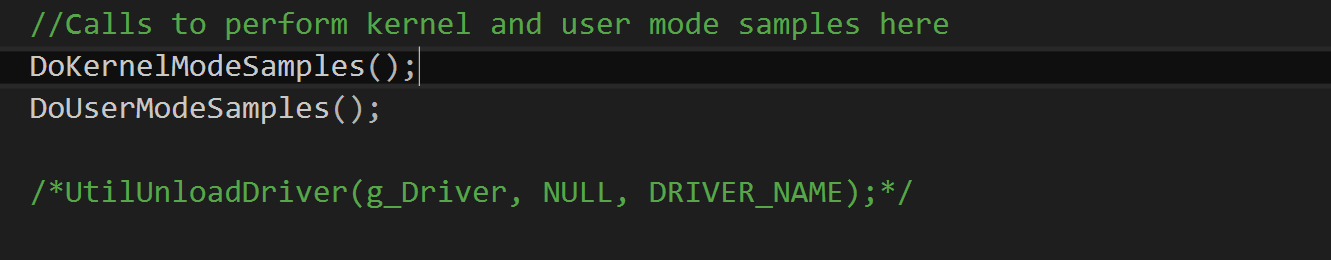 //Calls to perform kernel and user mode samples here
DoKernelModeSamples();
DoUserModeSamples();
/*UtilUnloadDriver(g_Driver, NULL, DRIVER_NAME);*/